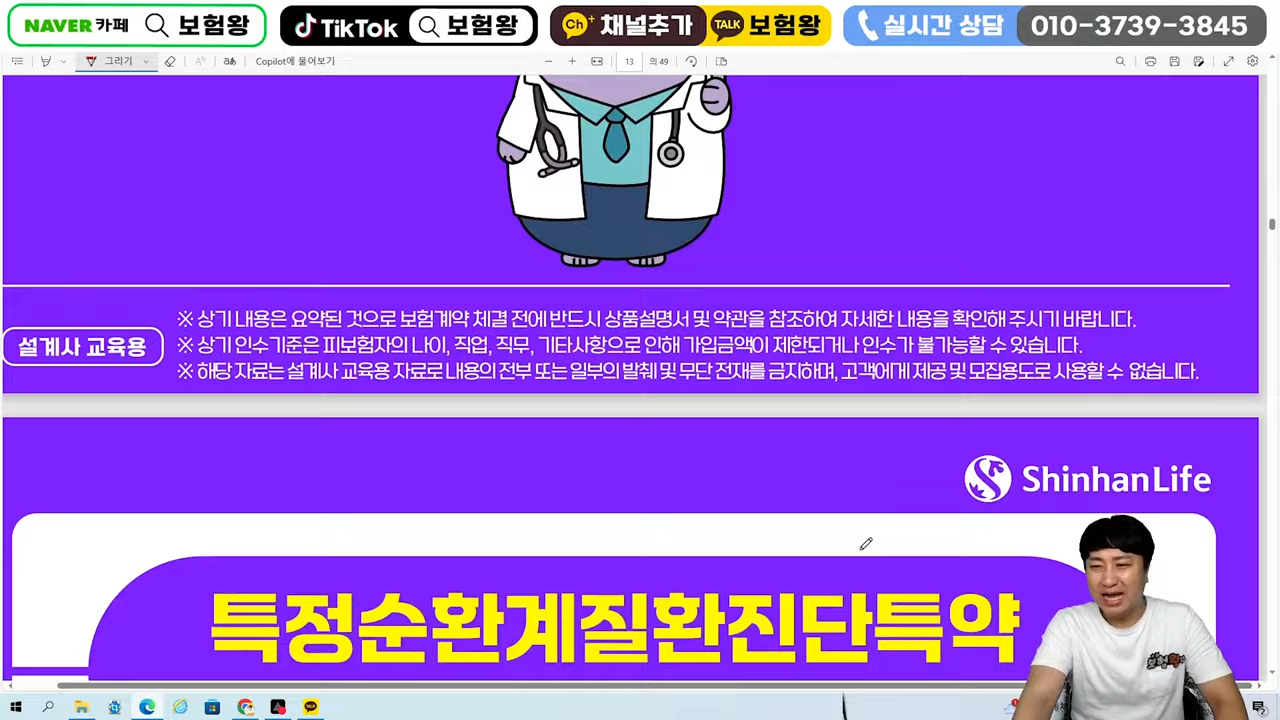 NAVER 카페 보험왕 TikTok 보험왕 Ch+ 채널추가 TALK 보험왕 실시간 상담 010-3739-3845
그리기 Copilot에 물어보기 13 의 49
설계사 교육용
※ 상기 내용은 요약된 것으로 보험계약 체결 전에 반드시 상품설명서 및 약관을 참조하여 자세한 내용을 확인해 주시기 바랍니다.
※ 상기 인수기준은 피보험자의 나이, 직업, 직무, 기타사항으로 인해 가입금액이 제한되거나 인수가 불가능할 수 있습니다.
※ 해당 자료는 설계사 교육용 자료로 내용의 전부 또는 일부의 발췌 및 무단 전재를 금지하며, 고객에게 제공 및 모집용도로 사용할 수 없습니다.
ShinhanLife
특정순환계질환진단특약